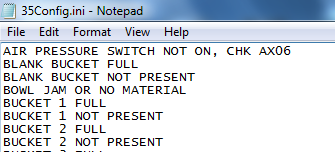 35Config.ini - Notepad
File Edit Format View Help
AIR PRESSURE SWITCH NOT ON, CHK AX06
BLANK BUCKET FULL
BLANK BUCKET NOT PRESENT
BOWL JAM OR NO MATERIAL
BUCKET 1 FULL
BUCKET 1 NOT PRESENT
BUCKET 2 FULL
BUCKET 2 NOT PRESENT